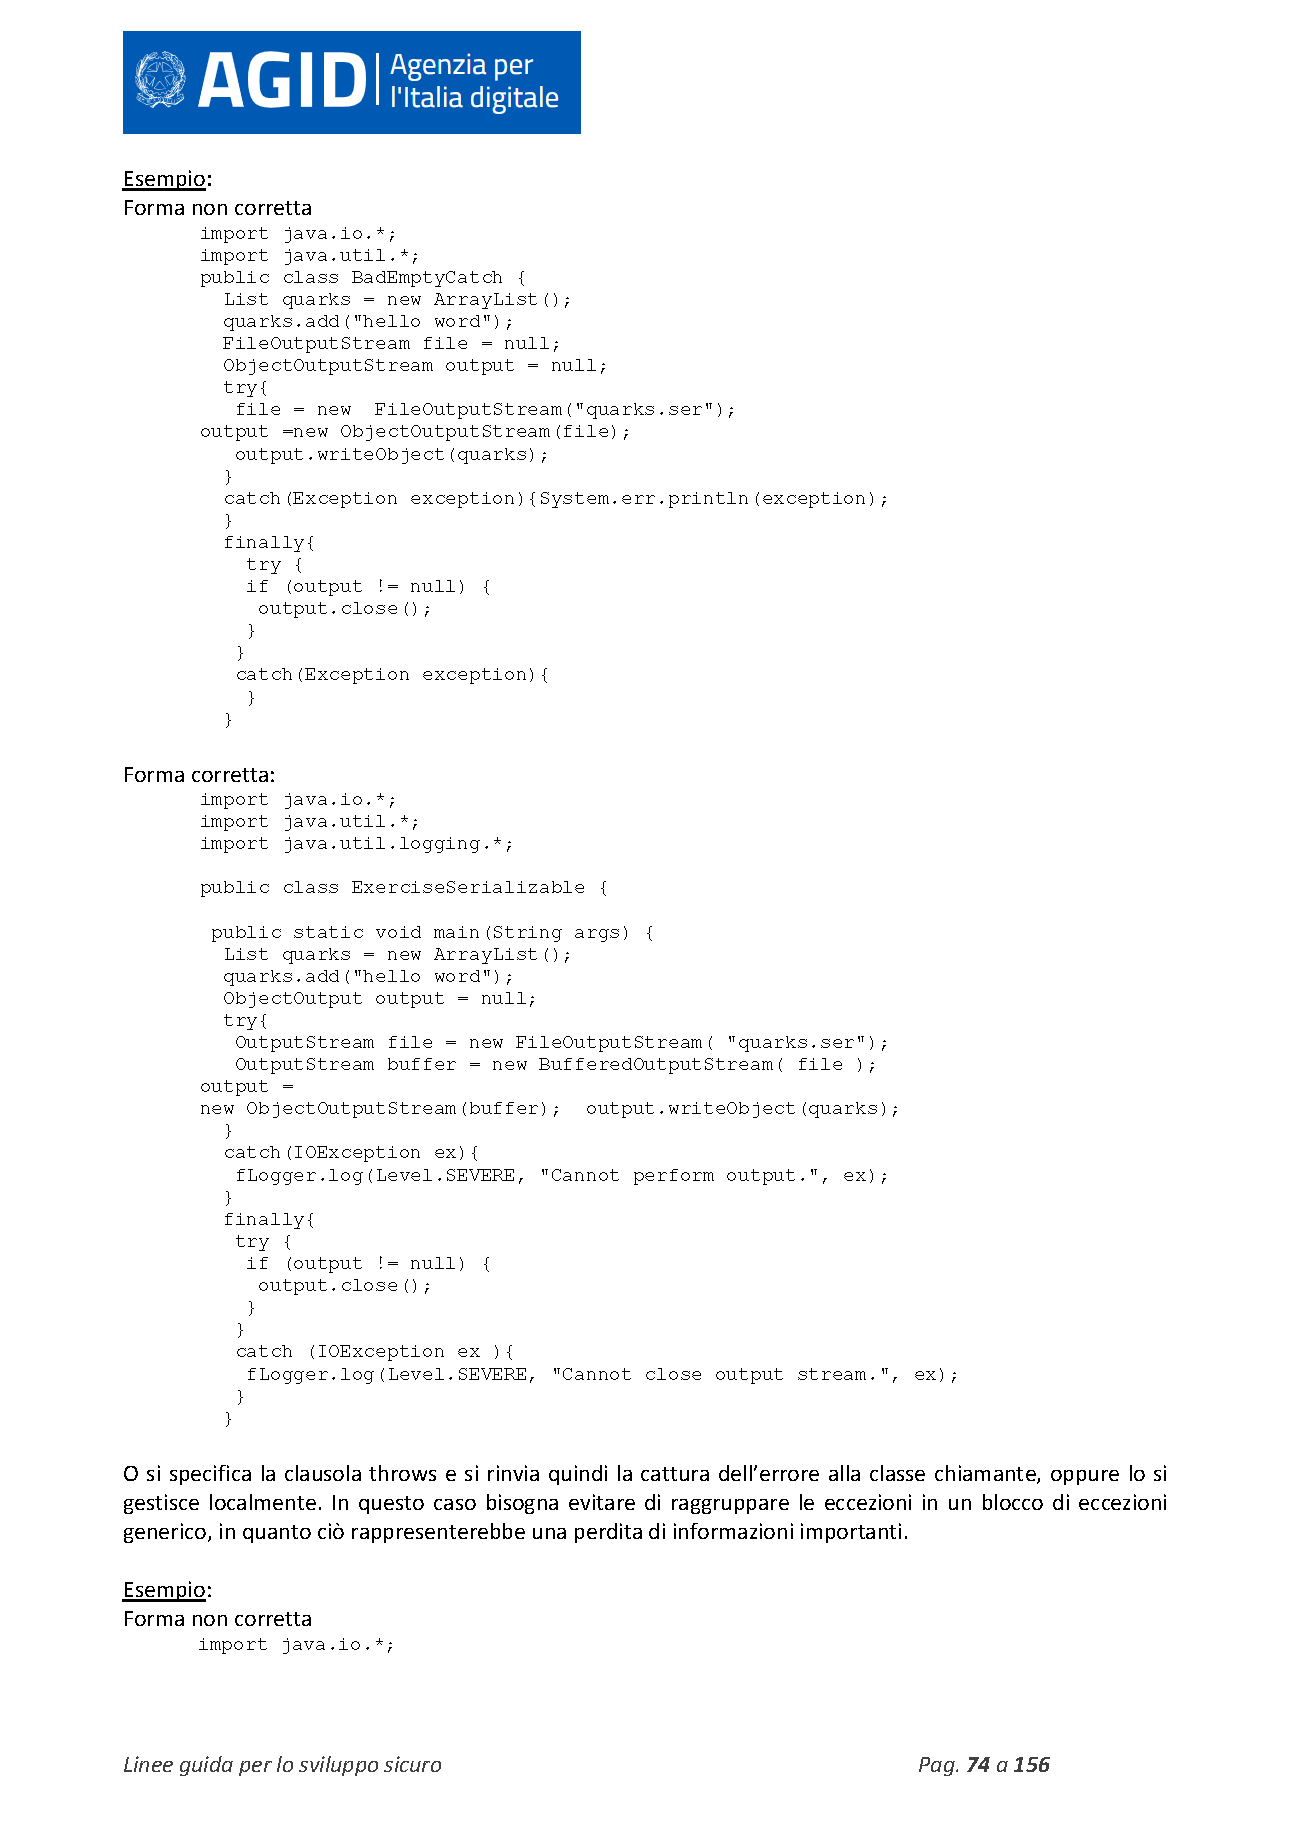 AGID Agenzia per
l'Italia digitale
Esempio:
Forma non corretta
import java.io.*;
import java.util.*;
public class BadEmptyCatch {
  List quarks = new ArrayList();
  quarks.add("hello word");
  FileOutputStream file = null;
  ObjectOutputStream output = null;
  try{
   file = new  FileOutputStream("quarks.ser");
output =new ObjectOutputStream(file);
   output.writeObject(quarks);
  }
  catch(Exception exception){System.err.println(exception);
  }
  finally{
    try {
    if (output != null) {
     output.close();
    }
   }
   catch(Exception exception){
    }
  }
Forma corretta:
import java.io.*;
import java.util.*;
import java.util.logging.*;
public class ExerciseSerializable {
 public static void main(String args) {
  List quarks = new ArrayList();
  quarks.add("hello word");
  ObjectOutput output = null;
  try{
   OutputStream file = new FileOutputStream( "quarks.ser");
   OutputStream buffer = new BufferedOutputStream( file );
output =
new ObjectOutputStream(buffer);  output.writeObject(quarks);
  }
  catch(IOException ex){
   fLogger.log(Level.SEVERE, "Cannot perform output.", ex);
  }
  finally{
   try {
    if (output != null) {
     output.close();
    }
   }
   catch (IOException ex ){
    fLogger.log(Level.SEVERE, "Cannot close output stream.", ex);
   }
  }
O si specifica la clausola throws e si rinvia quindi la cattura dell’errore alla classe chiamante, oppure lo si
gestisce localmente. In questo caso bisogna evitare di raggruppare le eccezioni in un blocco di eccezioni
generico, in quanto ciò rappresenterebbe una perdita di informazioni importanti.
Esempio:
Forma non corretta
import java.io.*;
Linee guida per lo sviluppo sicuro Pag. 74 a 156